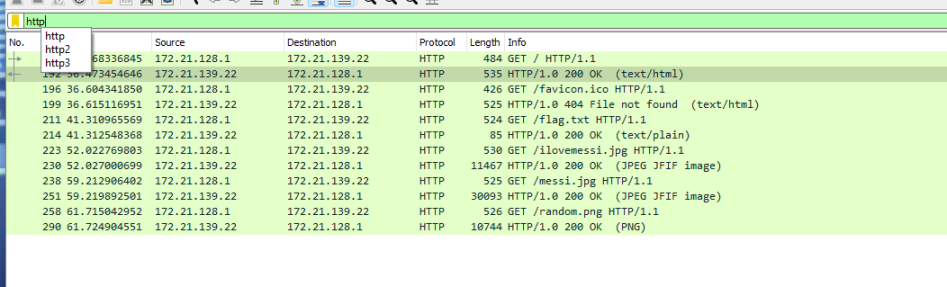 http
No. Source Destination Protocol Length Info
http
http2
http3
68336845 172.21.128.1 172.21.139.22 HTTP 484 GET / HTTP/1.1
192 36.473454646 172.21.139.22 172.21.128.1 HTTP 535 HTTP/1.0 200 OK (text/html)
196 36.604341850 172.21.128.1 172.21.139.22 HTTP 426 GET /favicon.ico HTTP/1.1
199 36.615116951 172.21.139.22 172.21.128.1 HTTP 525 HTTP/1.0 404 File not found (text/html)
211 41.310965569 172.21.128.1 172.21.139.22 HTTP 524 GET /flag.txt HTTP/1.1
214 41.312548368 172.21.139.22 172.21.128.1 HTTP 85 HTTP/1.0 200 OK (text/plain)
223 52.022769803 172.21.128.1 172.21.139.22 HTTP 530 GET /ilovemessi.jpg HTTP/1.1
230 52.027000699 172.21.139.22 172.21.128.1 HTTP 11467 HTTP/1.0 200 OK (JPEG JFIF image)
238 59.212906402 172.21.128.1 172.21.139.22 HTTP 525 GET /messi.jpg HTTP/1.1
251 59.219892501 172.21.139.22 172.21.128.1 HTTP 30093 HTTP/1.0 200 OK (JPEG JFIF image)
258 61.715042952 172.21.128.1 172.21.139.22 HTTP 526 GET /random.png HTTP/1.1
290 61.724904551 172.21.139.22 172.21.128.1 HTTP 10744 HTTP/1.0 200 OK (PNG)